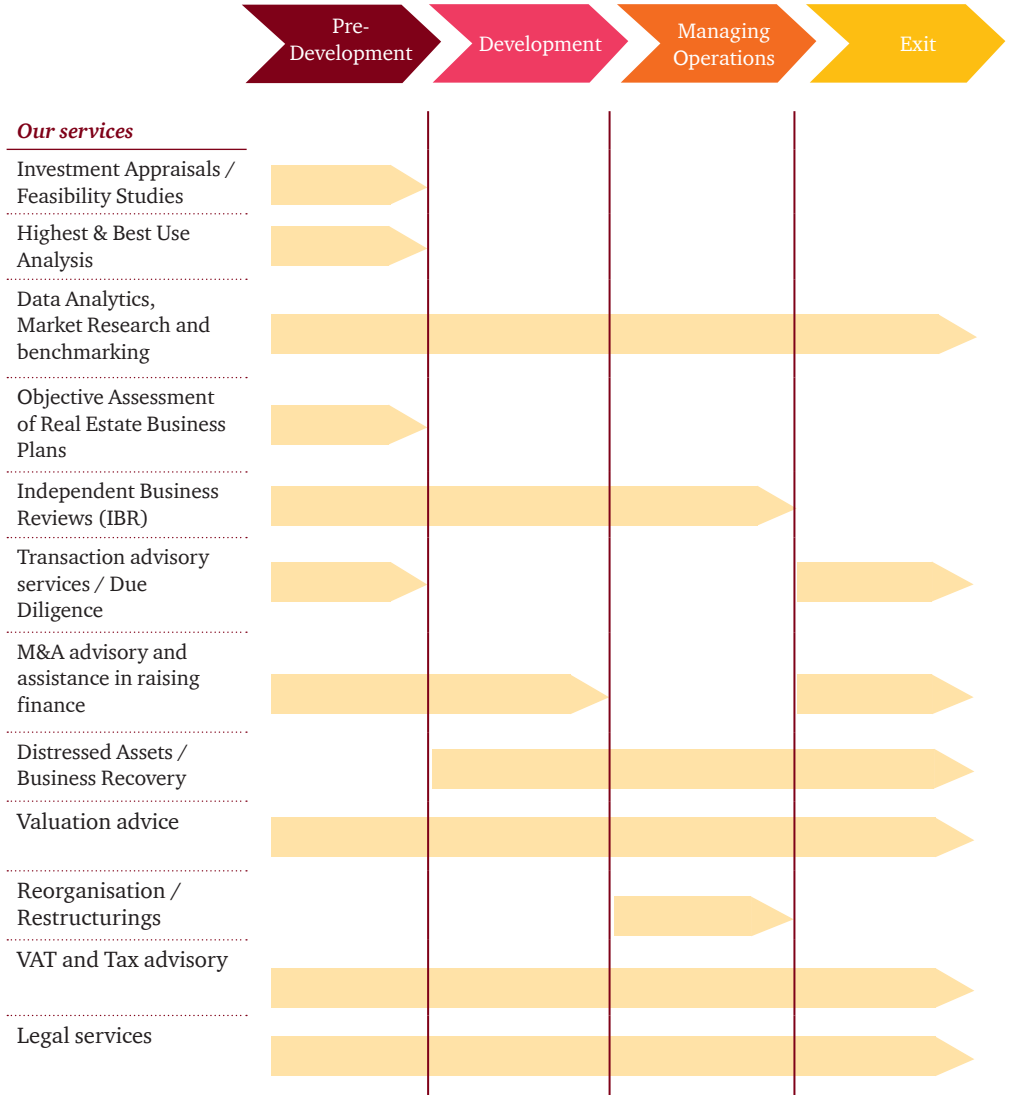 Pre-
Development
Development
Managing
Operations
Exit
Our services
Investment Appraisals /
Feasibility Studies
Highest & Best Use
Analysis
Data Analytics,
Market Research and
benchmarking
Objective Assessment
of Real Estate Business
Plans
Independent Business
Reviews (IBR)
Transaction advisory
services / Due
Diligence
M&A advisory and
assistance in raising
finance
Distressed Assets /
Business Recovery
Valuation advice
Reorganisation /
Restructurings
VAT and Tax advisory
Legal services